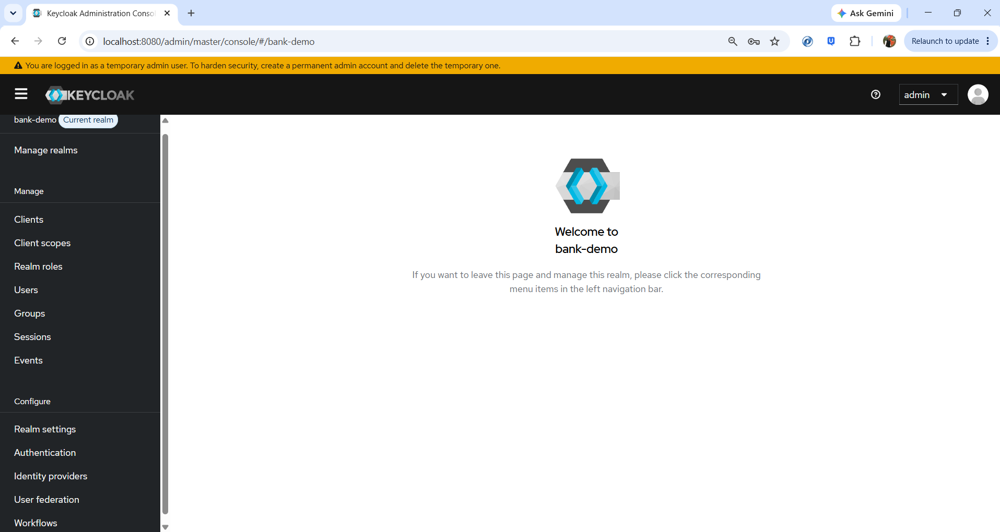 Keycloak Administration Conso
Ask Gemini
localhost:8080/admin/master/console/#/bank-demo
Relaunch to update
You are logged in as a temporary admin user. To harden security, create a permanent admin account and delete the temporary one.
KEYCLOAK
admin
bank-demo Current realm
Manage realms
Manage
Clients
Client scopes
Realm roles
Users
Groups
Sessions
Events
Configure
Realm settings
Authentication
Identity providers
User federation
Workflows
Welcome to
bank-demo
If you want to leave this page and manage this realm, please click the corresponding
menu items in the left navigation bar.